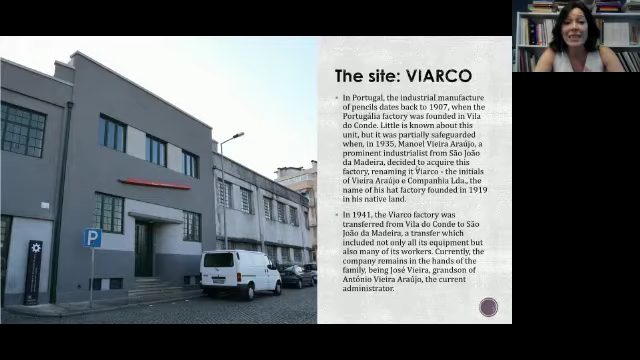 The site: VIARCO
In Portugal, the industrial manufacture
of pencils dates back to 1907, when the
Portugália factory was founded in Vila
do Conde. Little is known about this
unit, but it was partially safeguarded
when, in 1935, Manoel Vieira Araújo, a
prominent industrialist from São João
da Madeira, decided to acquire this
factory, renaming it Viarco - the initials
of Vieira Araújo e Companhia Lda., the
name of his hat factory founded in 1919
in his native land.
In 1941, the Viarco factory was
transferred from Vila do Conde to São
João da Madeira, a transfer which
included not only all its equipment but
also many of its workers. Currently, the
company remains in the hands of the
family, being José Vieira, grandson of
António Vieira Araújo, the current
administrator.
P